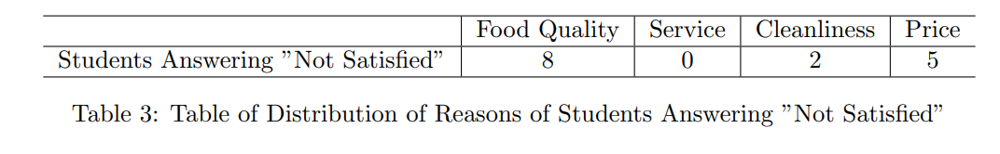 Food Quality Service Cleanliness Price
Students Answering ”Not Satisfied” 8 0 2 5
Table 3: Table of Distribution of Reasons of Students Answering ”Not Satisfied”